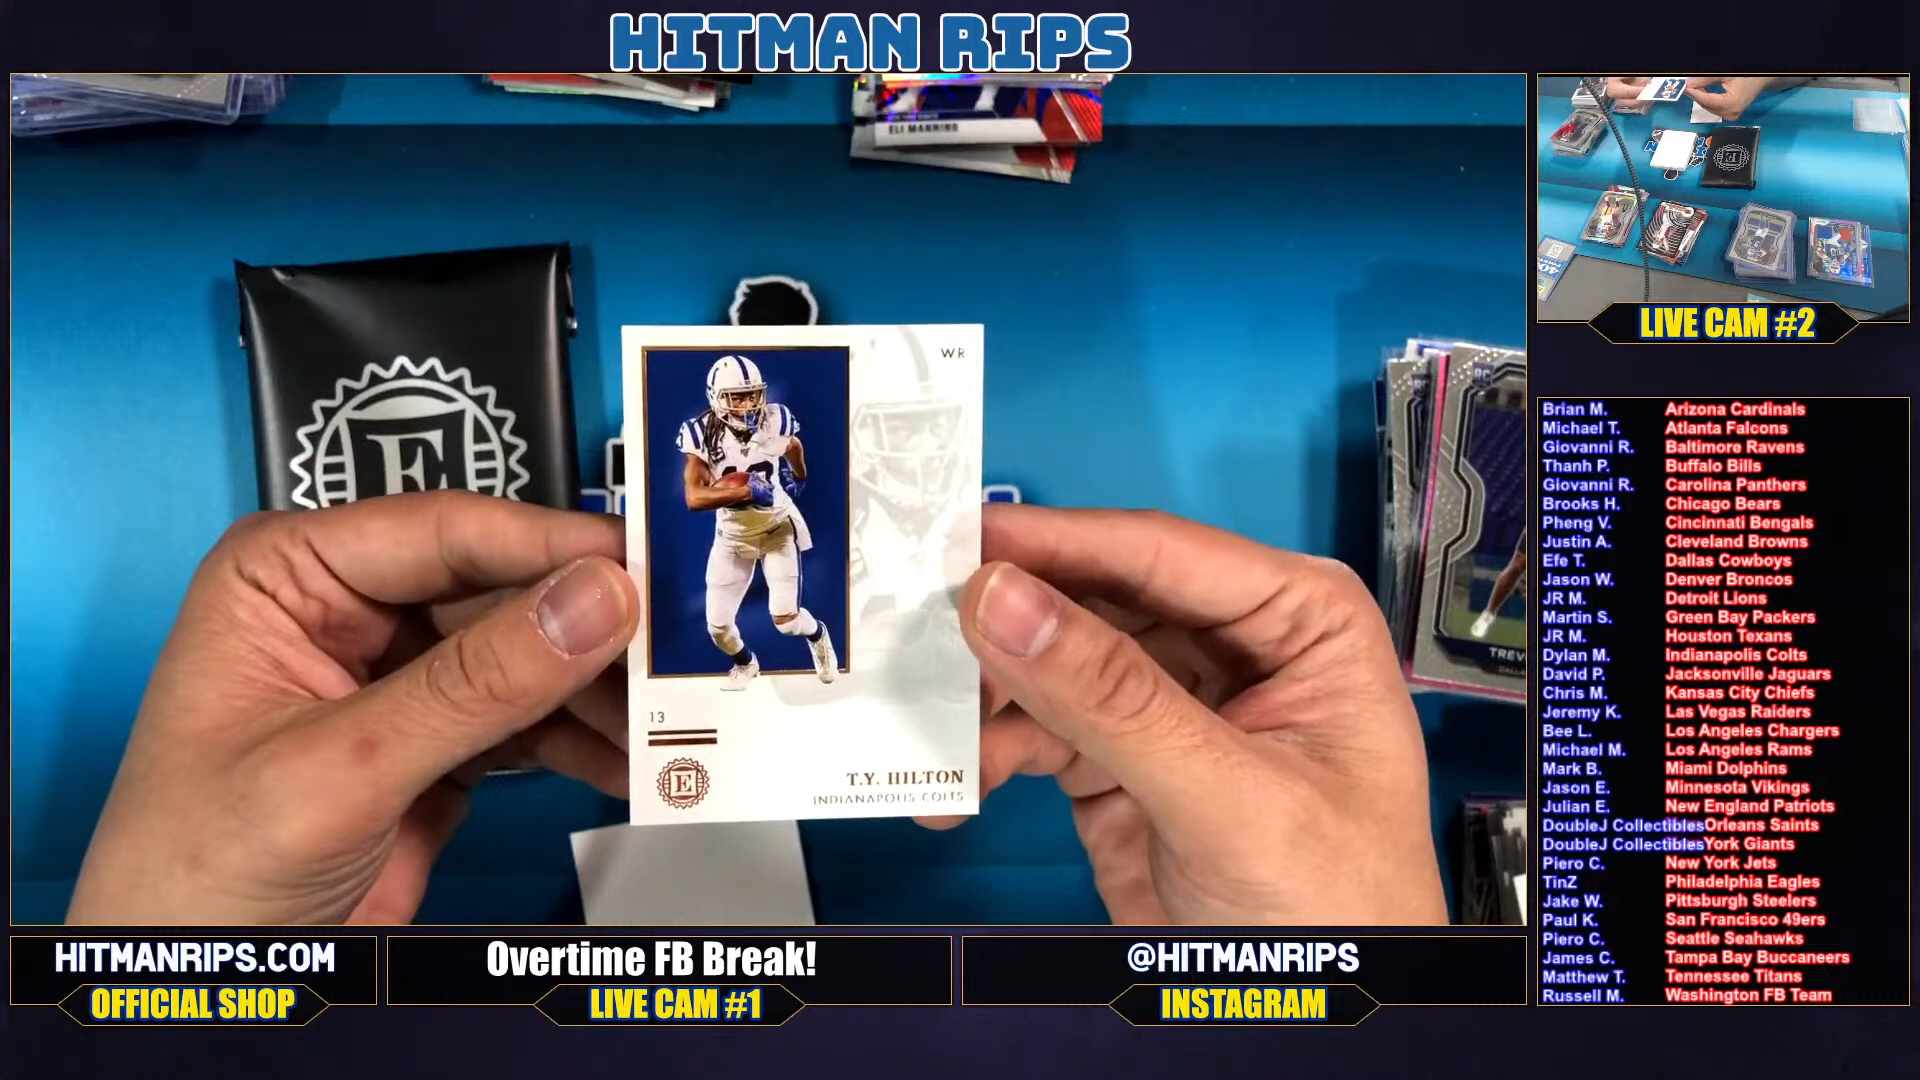 HITMAN RIPS
ELI MANNING
E
WR
13
E
T.Y. HILTON
INDIANAPOLIS COLTS
RC
TREV
LIVE CAM #2
Brian M. Arizona Cardinals
Michael T. Atlanta Falcons
Giovanni R. Baltimore Ravens
Thanh P. Buffalo Bills
Giovanni R. Carolina Panthers
Brooks H. Chicago Bears
Pheng V. Cincinnati Bengals
Justin A. Cleveland Browns
Efe T. Dallas Cowboys
Jason W. Denver Broncos
JR M. Detroit Lions
Martin S. Green Bay Packers
JR M. Houston Texans
Dylan M. Indianapolis Colts
David P. Jacksonville Jaguars
Chris M. Kansas City Chiefs
Jeremy K. Las Vegas Raiders
Bee L. Los Angeles Chargers
Michael M. Los Angeles Rams
Mark B. Miami Dolphins
Jason E. Minnesota Vikings
Julian E. New England Patriots
DoubleJ Collectibles Orleans Saints
DoubleJ Collectibles York Giants
Piero C. New York Jets
TinZ Philadelphia Eagles
Jake W. Pittsburgh Steelers
Paul K. San Francisco 49ers
Piero C. Seattle Seahawks
James C. Tampa Bay Buccaneers
Matthew T. Tennessee Titans
Russell M. Washington FB Team
HITMANRIPS.COM
OFFICIAL SHOP
Overtime FB Break!
LIVE CAM #1
@HITMANRIPS
INSTAGRAM